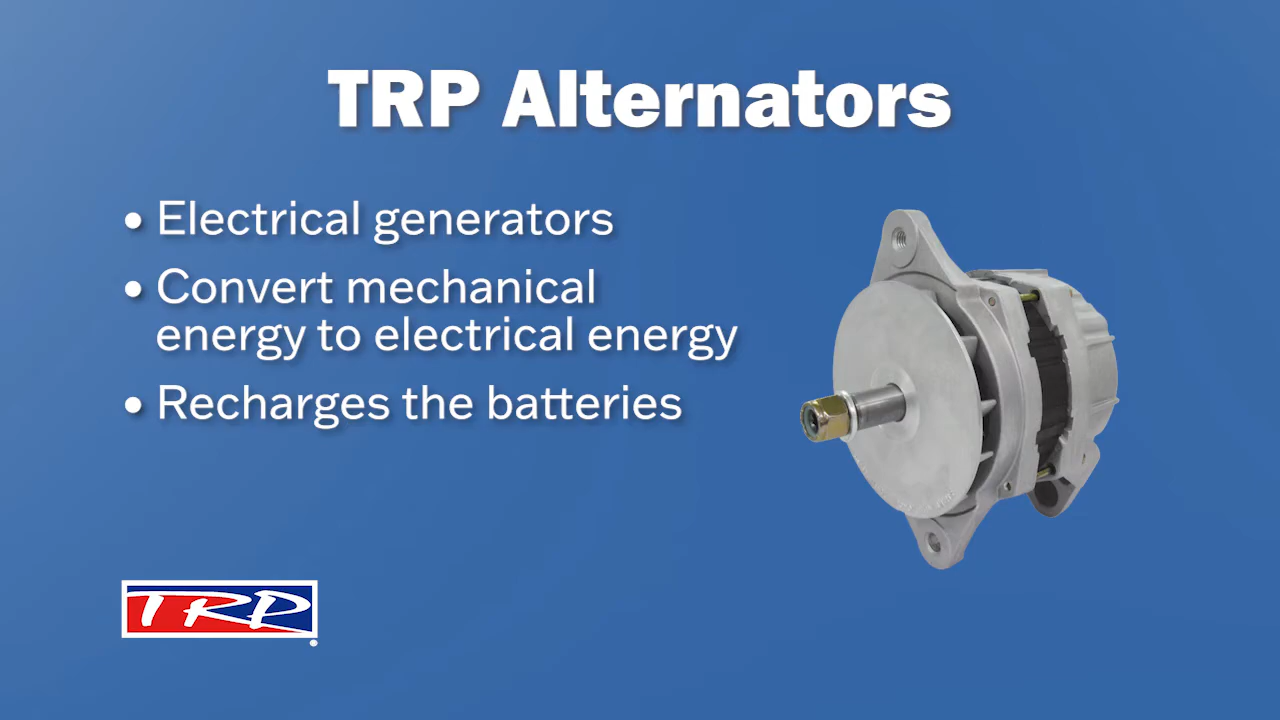 TRP Alternators
• Electrical generators
• Convert mechanical
energy to electrical energy
• Recharges the batteries
TRP